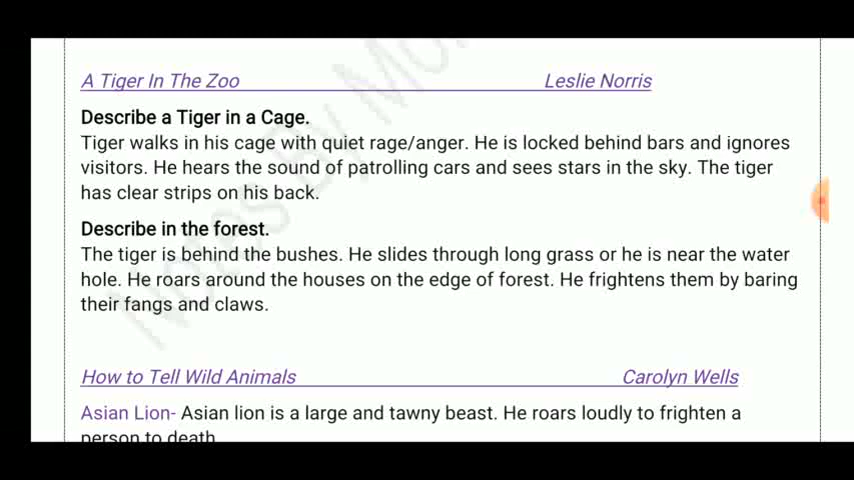 A Tiger In The Zoo Leslie Norris
Describe a Tiger in a Cage.
Tiger walks in his cage with quiet rage/anger. He is locked behind bars and ignores
visitors. He hears the sound of patrolling cars and sees stars in the sky. The tiger
has clear strips on his back.
Describe in the forest.
The tiger is behind the bushes. He slides through long grass or he is near the water
hole. He roars around the houses on the edge of forest. He frightens them by baring
their fangs and claws.
How to Tell Wild Animals Carolyn Wells
Asian Lion- Asian lion is a large and tawny beast. He roars loudly to frighten a
person to death
Notes By